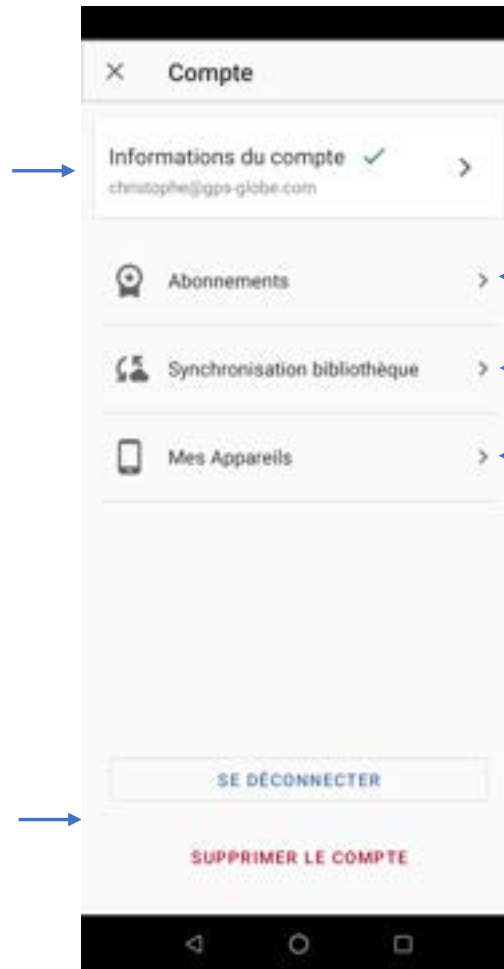 Compte
Informations du compte
christophe@gps-globe.com
Abonnements
Synchronisation bibliothèque
Mes Appareils
SE DÉCONNECTER
SUPPRIMER LE COMPTE